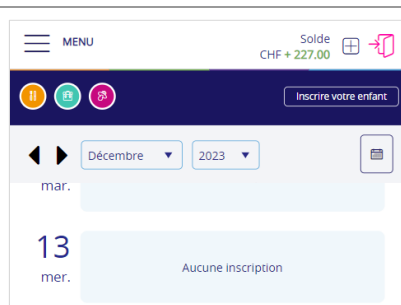 MENU
Solde
CHF + 227.00
Inscrire votre enfant
Décembre
2023
mar.
13
mer.
Aucune inscription